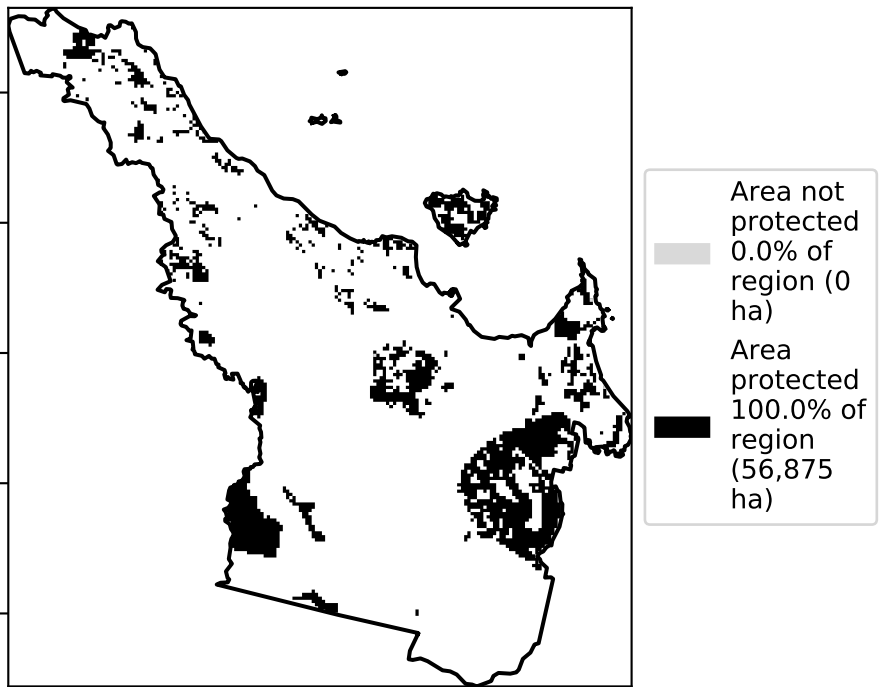 Area not
protected
0.0% of
region (0
ha)
Area
protected
100.0% of
region
(56,875
ha)